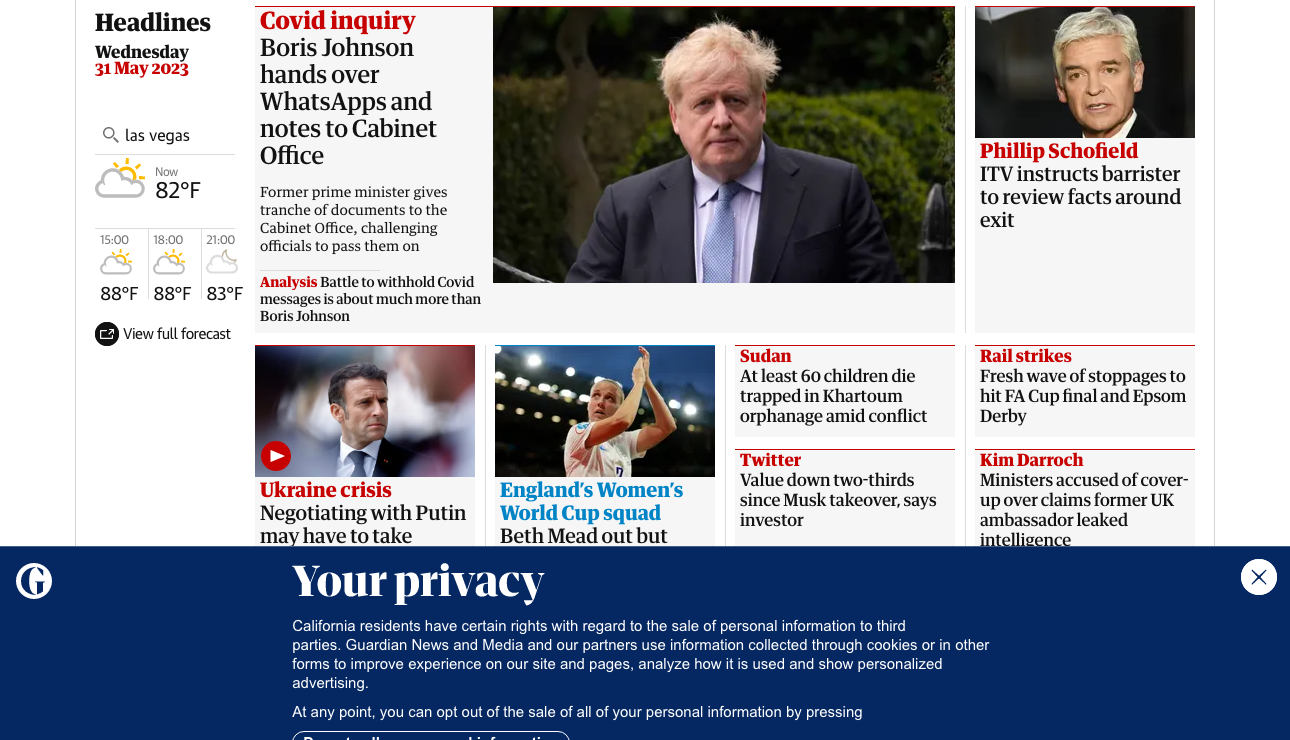 Headlines
Wednesday
31 May 2023
las vegas
Now
82°F
15:00
18:00
21:00
88°F
88°F
83°F
View full forecast
Covid inquiry
Boris Johnson
hands over
WhatsApps and
notes to Cabinet
Office
Former prime minister gives
tranche of documents to the
Cabinet Office, challenging
officials to pass them on
Analysis Battle to withhold Covid
messages is about much more than
Boris Johnson
Phillip Schofield
ITV instructs barrister
to review facts around
exit
Ukraine crisis
Negotiating with Putin
may have to take
England's Women's
World Cup squad
Beth Mead out but
Sudan
At least 60 children die
trapped in Khartoum
orphanage amid conflict
Twitter
Value down two-thirds
since Musk takeover, says
investor
Rail strikes
Fresh wave of stoppages to
hit FA Cup final and Epsom
Derby
Kim Darroch
Ministers accused of cover-
up over claims former UK
ambassador leaked
intelligence
G
Your privacy
California residents have certain rights with regard to the sale of personal information to third
parties. Guardian News and Media and our partners use information collected through cookies or in other
forms to improve experience on our site and pages, analyze how it is used and show personalized
advertising.
At any point, you can opt out of the sale of all of your personal information by pressing